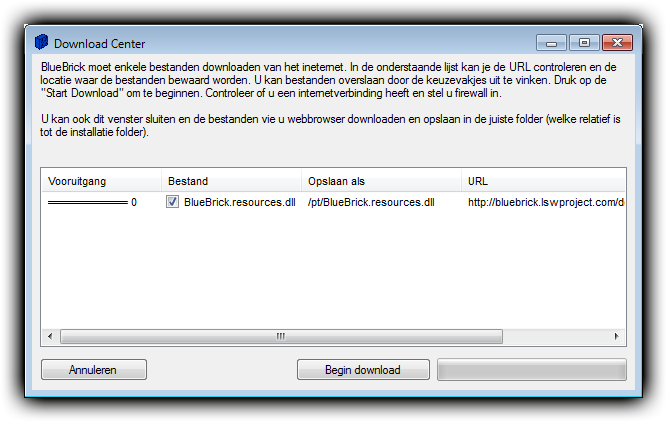 Download Center
BlueBrick moet enkele bestanden downloaden van het ineternet. In de onderstaande lijst kan je de URL controleren en de
locatie waar de bestanden bewaard worden. U kan bestanden overslaan door de keuzevakjes uit te vinken. Druk op de
"Start Download" om te beginnen. Controleer of u een internetverbinding heeft en stel u firewall in.
U kan ook dit venster sluiten en de bestanden vie u webbrowser downloaden en opslaan in de juiste folder (welke relatief is
tot de installatie folder).
Vooruitgang Bestand Opslaan als URL
0 BlueBrick.resources.dll /pt/BlueBrick.resources.dll http://bluebrick.lswproject.com/d
Annuleren Begin download